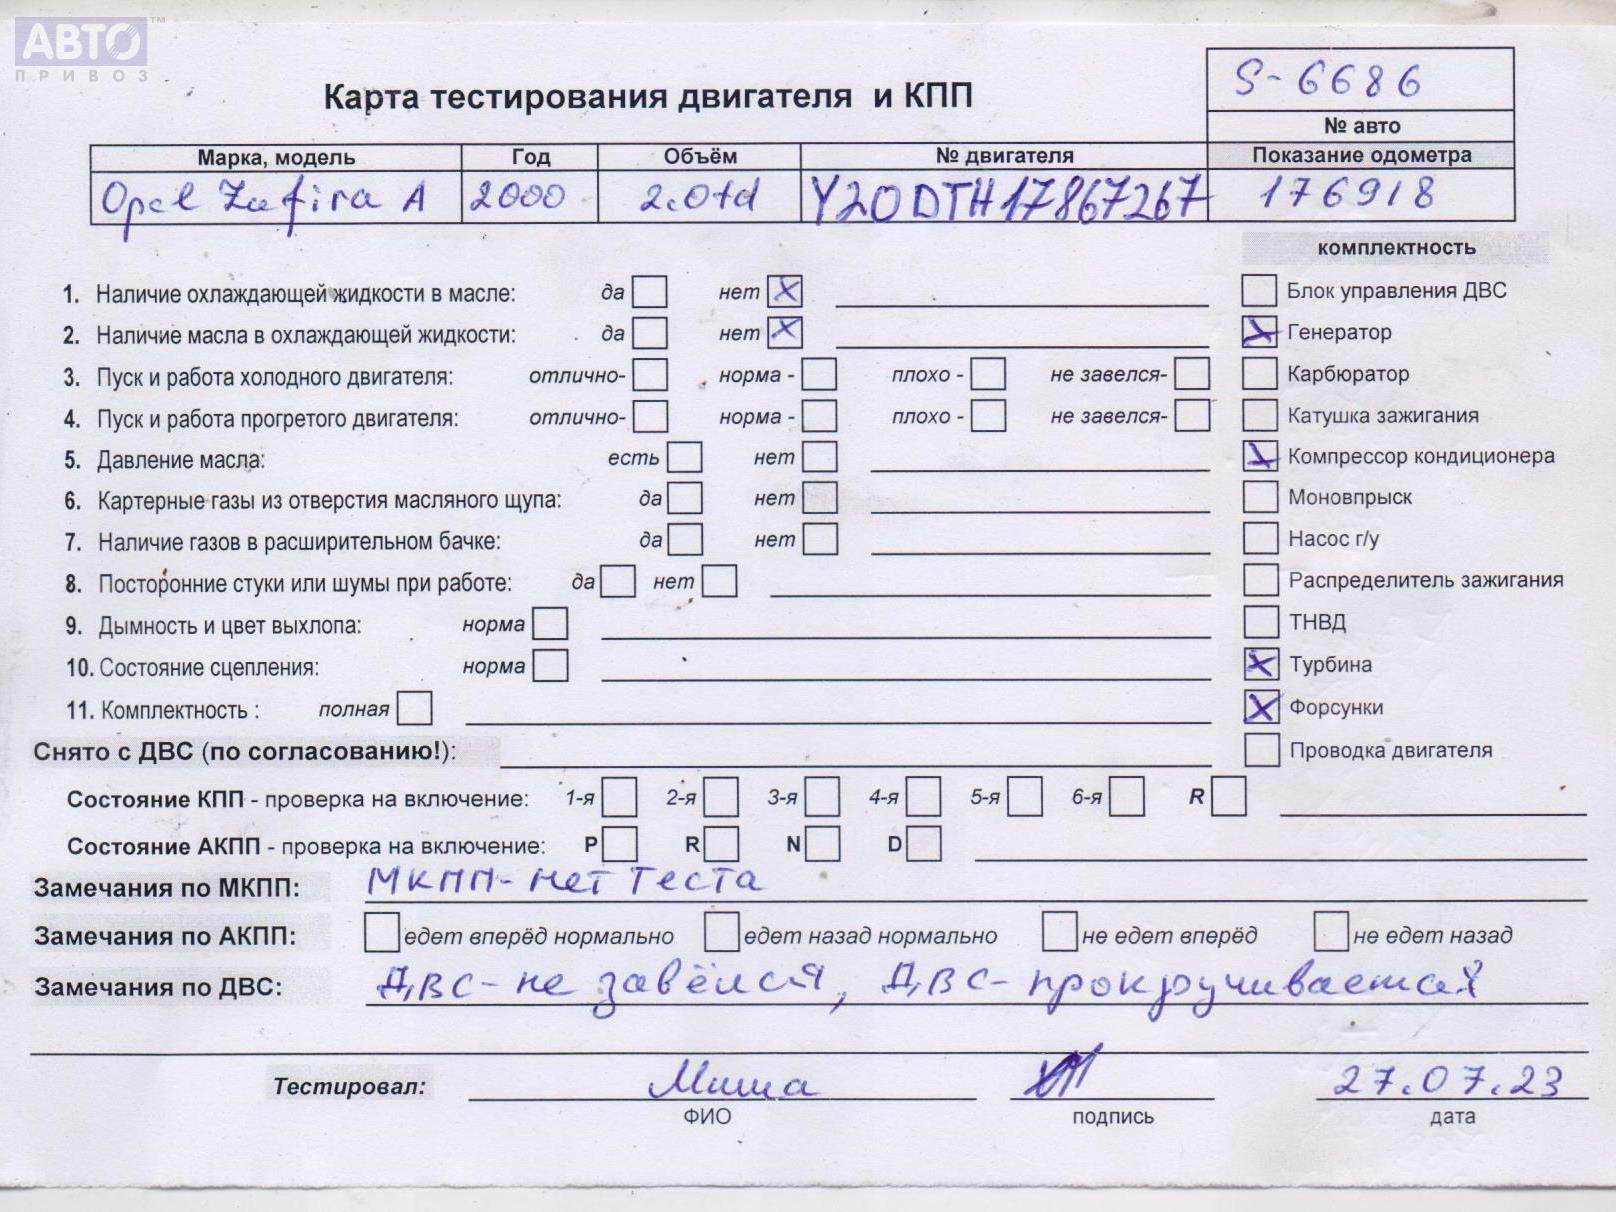 АВТО™
ПРИВОЗ
S-6686
Карта тестирования двигателя и КПП
№ авто
Марка, модель Год Объём № двигателя Показание одометра
Opel Zafira A 2000 2.0td Y20DTH17867267 176918
комплектность
1. Наличие охлаждающей жидкости в масле: да нет X Блок управления ДВС
2. Наличие масла в охлаждающей жидкости: да нет X X Генератор
3. Пуск и работа холодного двигателя: отлично- норма - плохо - не завелся- Карбюратор
4. Пуск и работа прогретого двигателя: отлично- норма - плохо - не завелся- Катушка зажигания
5. Давление масла: есть нет X Компрессор кондиционера
6. Картерные газы из отверстия масляного щупа: да нет Моновпрыск
7. Наличие газов в расширительном бачке: да нет Насос г/у
8. Посторонние стуки или шумы при работе: да нет Распределитель зажигания
9. Дымность и цвет выхлопа: норма ТНВД
10. Состояние сцепления: норма X Турбина
11. Комплектность : полная X Форсунки
Снято с ДВС (по согласованию!): Проводка двигателя
Состояние КПП - проверка на включение: 1-я 2-я 3-я 4-я 5-я 6-я R
Состояние АКПП - проверка на включение: P R N D
Замечания по МКПП: МКПП-нет теста
Замечания по АКПП: едет вперёд нормально едет назад нормально не едет вперёд не едет назад
Замечания по ДВС: ДВС-не завёлся, ДВС-прокручивается
Тестировал: Миша 27.07.23
ФИО подпись дата